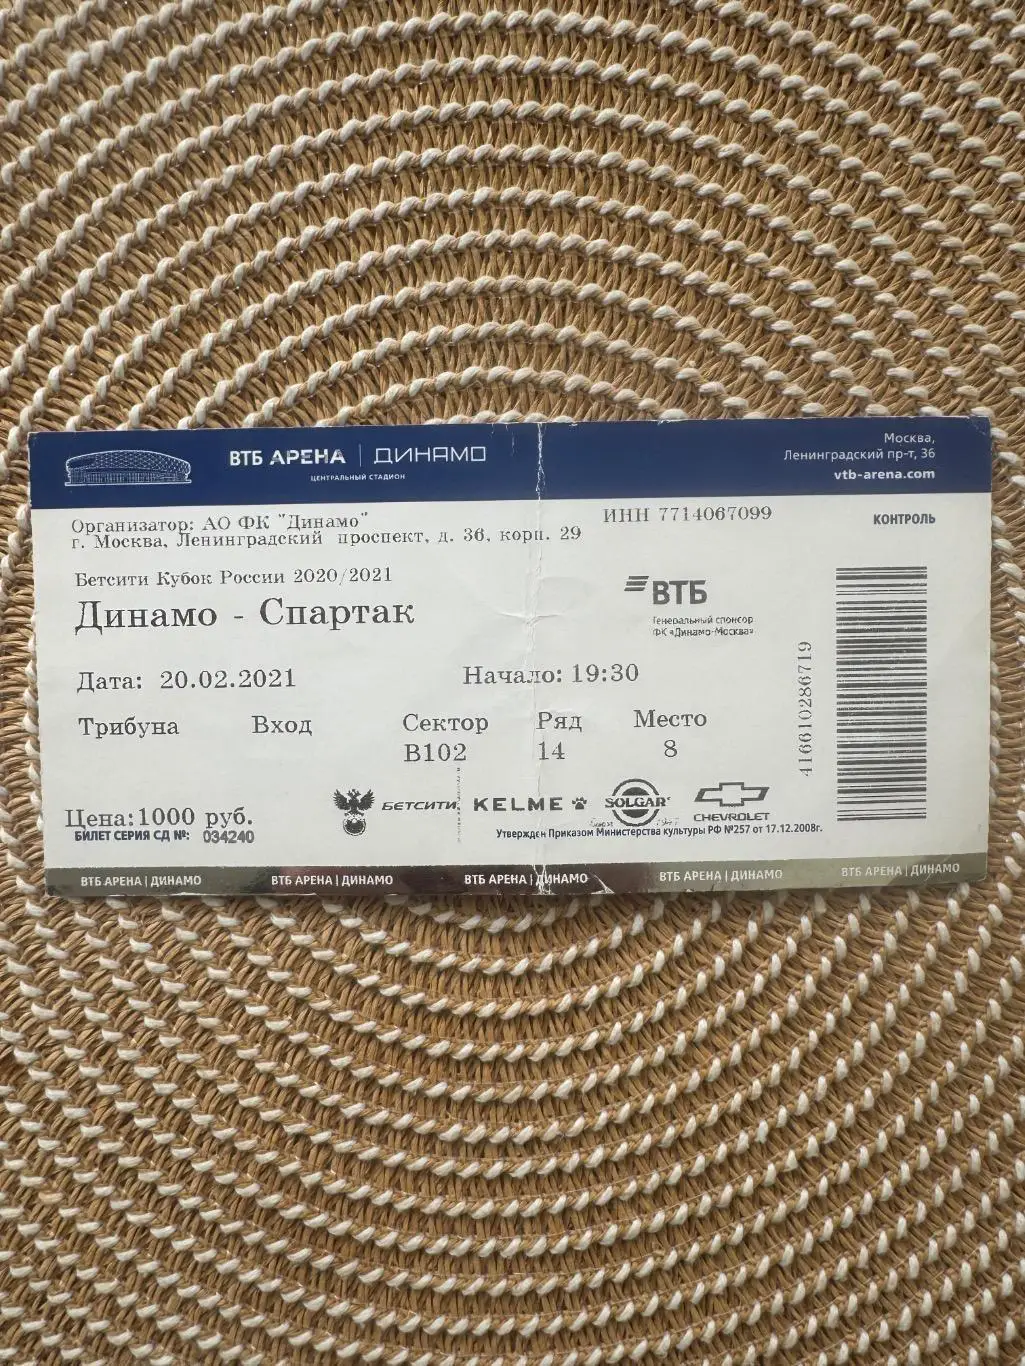 ВТБ АРЕНА | ДИНАМО
ЦЕНТРАЛЬНЫЙ СТАДИОН
Москва,
Ленинградский пр-т, 36
vtb-arena.com
Организатор: АО ФК "Динамо"
г. Москва, Ленинградский проспект, д. 36, корп. 29
ИНН 7714067099
КОНТРОЛЬ
Бетсити Кубок России 2020/2021
Динамо - Спартак
ВТБ
Генеральный спонсор
ФК «Динамо-Москва»
Дата: 20.02.2021
Начало: 19:30
Трибуна Вход Сектор Ряд Место
B102 14 8
4166102867​19
Цена: 1000 руб.
БИЛЕТ СЕРИЯ СД №: 034240
БЕТСИТИ
KELME
SOLGAR
CHEVROLET
Утвержден Приказом Министерства культуры РФ №257 от 17.12.2008г.
ВТБ АРЕНА | ДИНАМО ВТБ АРЕНА | ДИНАМО ВТБ АРЕНА | ДИНАМО ВТБ АРЕНА | ДИНАМО ВТБ АРЕНА | ДИНАМО